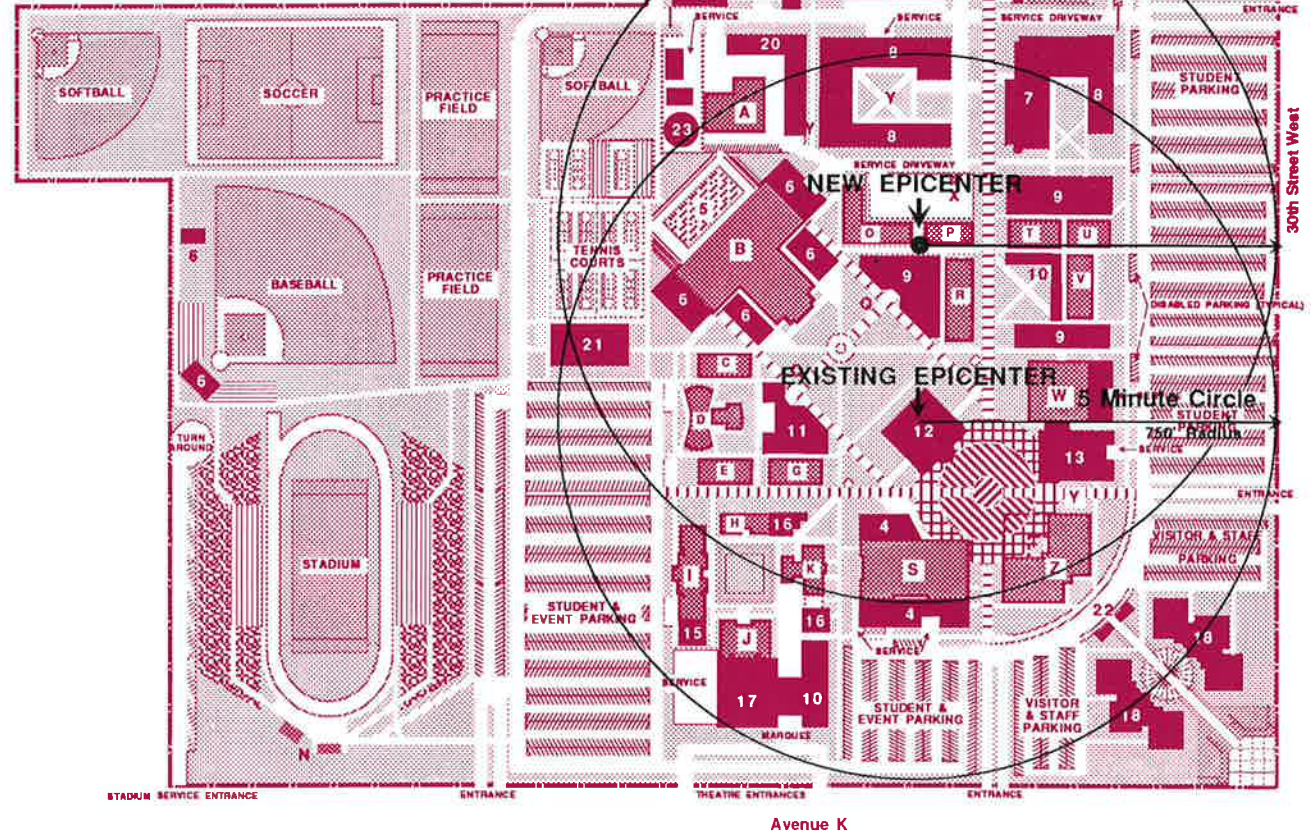 SERVICE
SERVICE
SERVICE DRIVEWAY
ENTRANCE
20
8
SOFTBALL
SOCCER
PRACTICE
FIELD
SOFTBALL
A
Y
7
8
STUDENT
PARKING
23
Y
8
30th Street West
SERVICE DRIVEWAY
6
NEW EPICENTER
5
X
9
O
P
T
U
B
6
TENNIS
COURTS
6
BASEBALL
PRACTICE
FIELD
9
R
10
V
6
Q
6
DISABLED PARKING (TYPICAL)
21
9
C
EXISTING EPICENTER
6
W
5 Minute Circle
D
STUDENT
PARKING
11
12
750' Radius
TURN
AROUND
13
SERVICE
E
G
ENTRANCE
Y
H
16
4
VISITOR & STAFF
PARKING
STADIUM
I
K
S
Z
STUDENT &
EVENT PARKING
4
22
16
15
J
18
SERVICE
SERVICE
17
10
STUDENT &
EVENT PARKING
VISITOR
& STAFF
PARKING
18
MARQUEE
N
STADIUM SERVICE ENTRANCE
ENTRANCE
THEATRE ENTRANCES
ENTRANCE
Avenue K